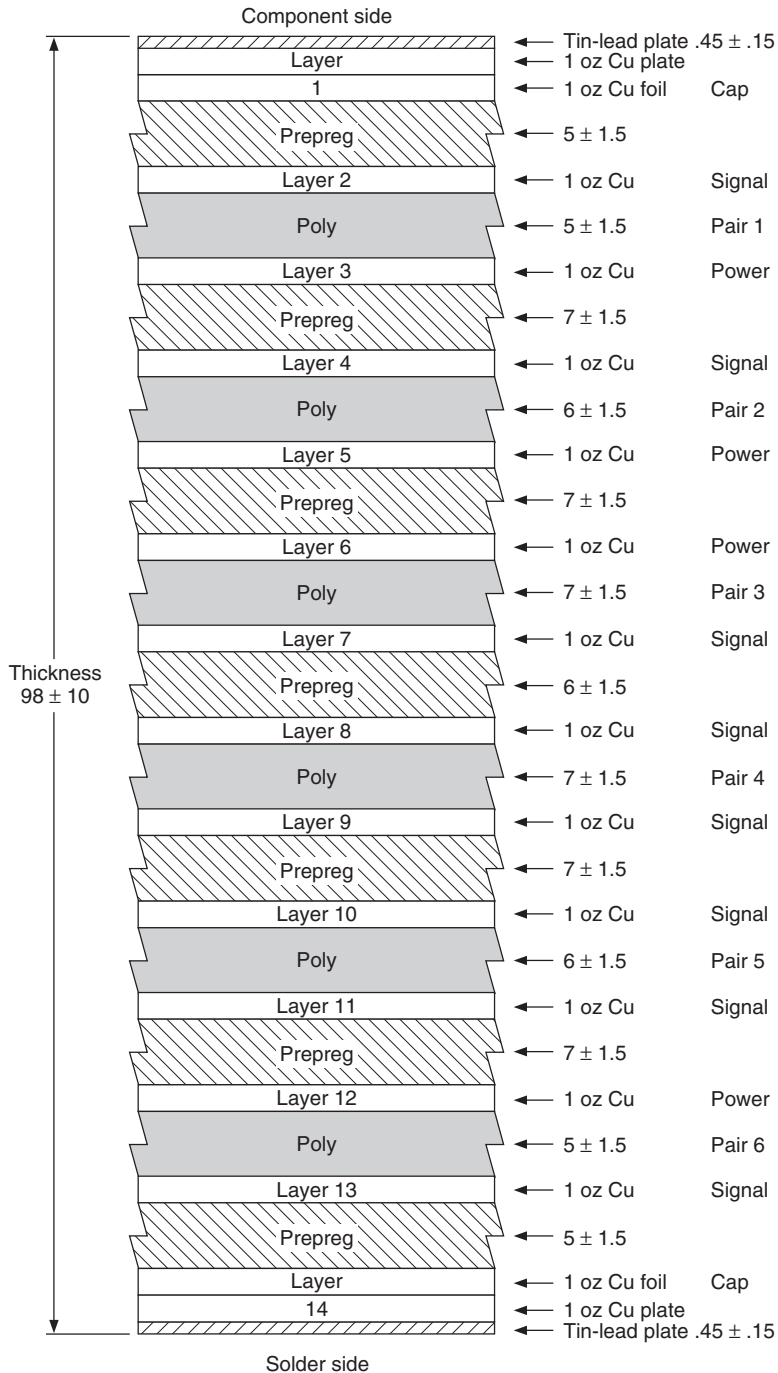 Component side
Tin-lead plate .45 ± .15
Layer 1 oz Cu plate
1 1 oz Cu foil Cap
Prepreg 5 ± 1.5
Layer 2 1 oz Cu Signal
Poly 5 ± 1.5 Pair 1
Layer 3 1 oz Cu Power
Prepreg 7 ± 1.5
Layer 4 1 oz Cu Signal
Poly 6 ± 1.5 Pair 2
Layer 5 1 oz Cu Power
Prepreg 7 ± 1.5
Layer 6 1 oz Cu Power
Poly 7 ± 1.5 Pair 3
Layer 7 1 oz Cu Signal
Thickness
98 ± 10
Prepreg 6 ± 1.5
Layer 8 1 oz Cu Signal
Poly 7 ± 1.5 Pair 4
Layer 9 1 oz Cu Signal
Prepreg 7 ± 1.5
Layer 10 1 oz Cu Signal
Poly 6 ± 1.5 Pair 5
Layer 11 1 oz Cu Signal
Prepreg 7 ± 1.5
Layer 12 1 oz Cu Power
Poly 5 ± 1.5 Pair 6
Layer 13 1 oz Cu Signal
Prepreg 5 ± 1.5
Layer 1 oz Cu foil Cap
14 1 oz Cu plate
Tin-lead plate .45 ± .15
Solder side